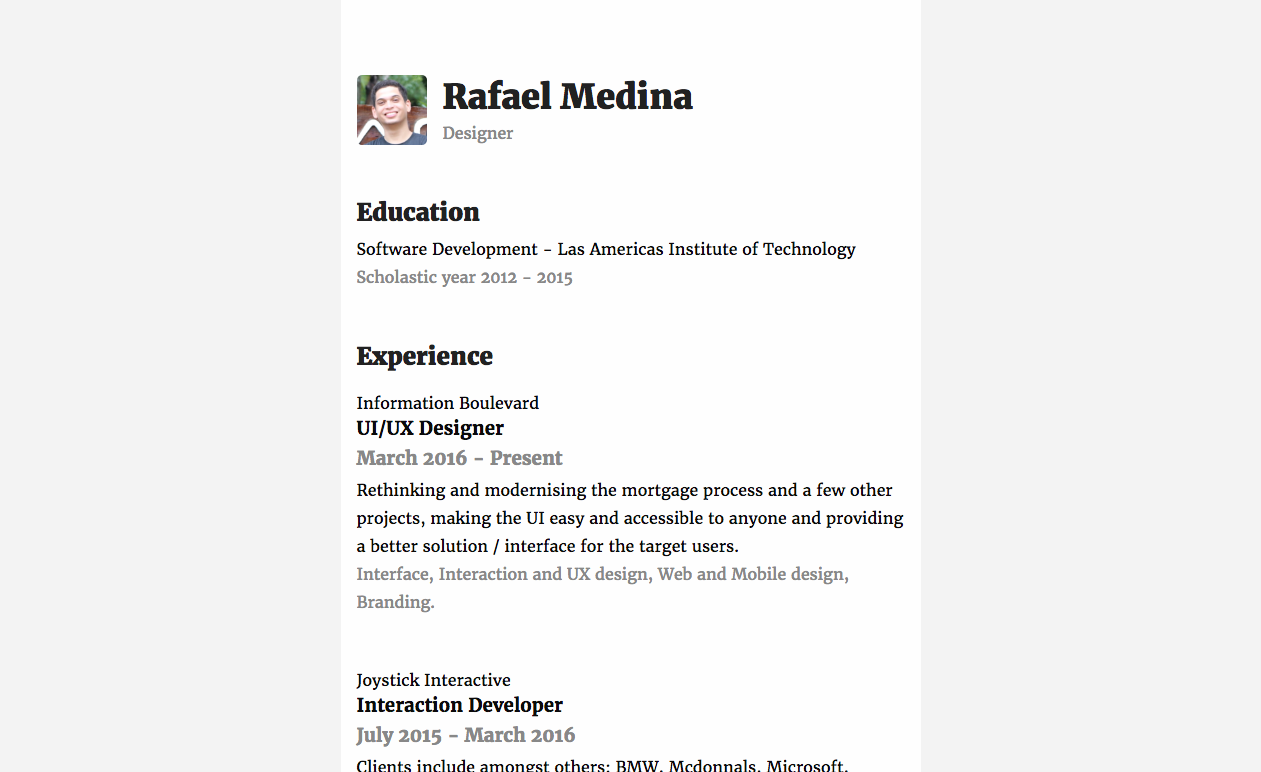 Rafael Medina
Designer
Education
Software Development - Las Americas Institute of Technology
Scholastic year 2012 - 2015
Experience
Information Boulevard
UI/UX Designer
March 2016 - Present
Rethinking and modernising the mortgage process and a few other
projects, making the UI easy and accessible to anyone and providing
a better solution / interface for the target users.
Interface, Interaction and UX design, Web and Mobile design,
Branding.
Joystick Interactive
Interaction Developer
July 2015 - March 2016
Clients include amongst others: BMW, Mcdonnals, Microsoft,